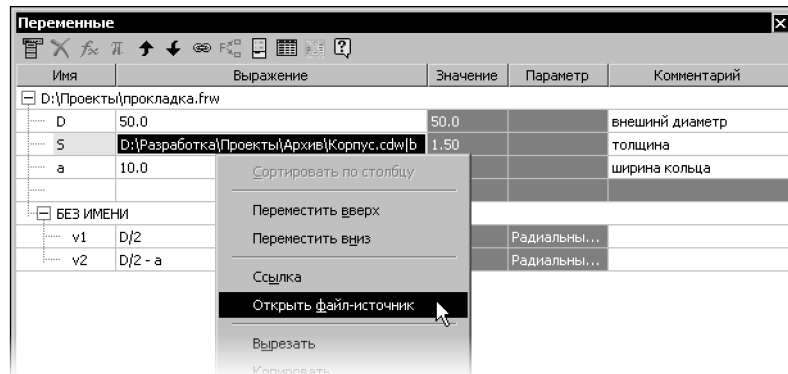 Переменные
Имя Выражение Значение Параметр Комментарий
D:\Проекты\прокладка.frw
D 50.0 50.0 внешинй диаметр
S D:\Разработка\Проекты\Архив\Корпус.cdw|b 1.50 толщина
a 10.0 ширина кольца
Сортировать по столбцу
Переместить вверх
Переместить вниз
Ссылка
Открыть файл-источник
Вырезать
Копировать
БЕЗ ИМЕНИ
v1 D/2 Радиальны...
v2 D/2 - a Радиальны...